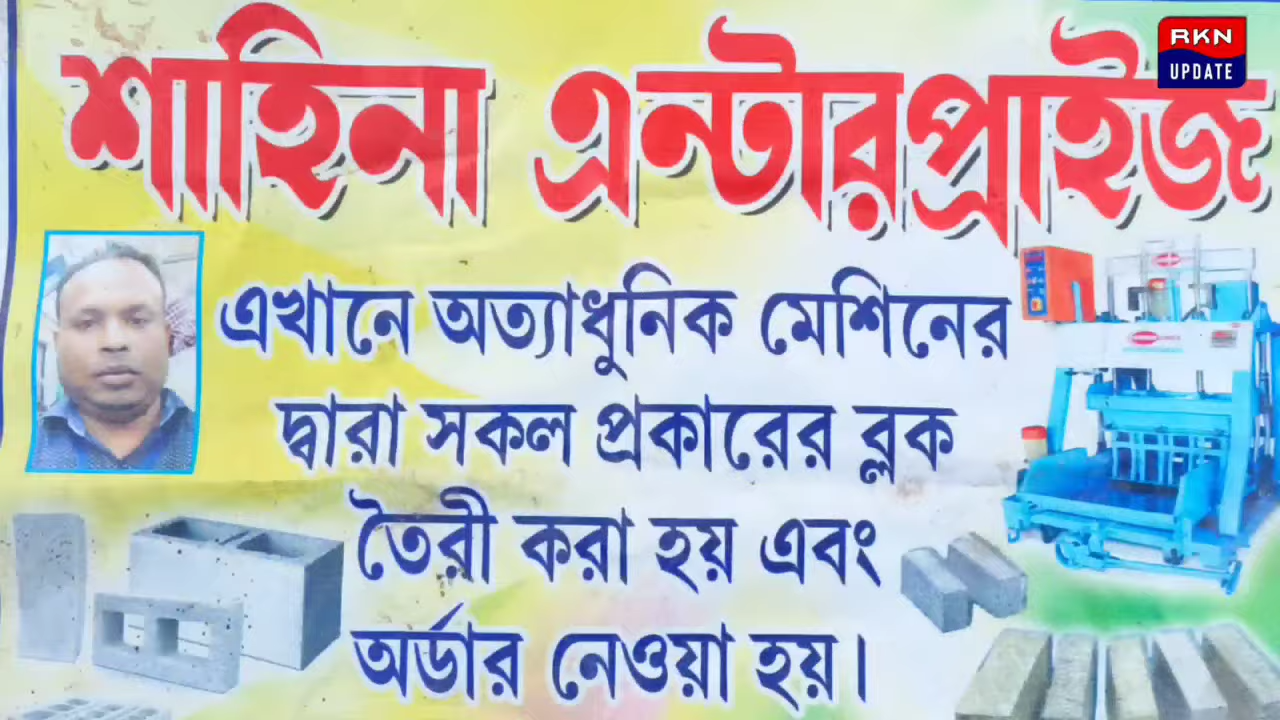 শাহিনা এন্টারপ্রাইজ
RKN
UPDATE
এখানে অত্যাধুনিক মেশিনের
দ্বারা সকল প্রকারের ব্লক
তৈরী করা হয় এবং
অর্ডার নেওয়া হয়।